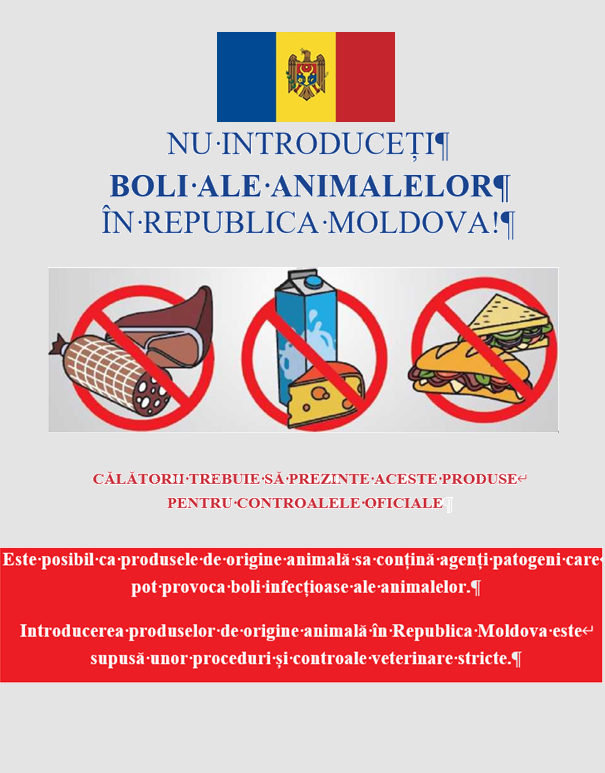 NU·INTRODUCEȚI¶
BOLI·ALE·ANIMALELOR¶
ÎN·REPUBLICA·MOLDOVA!¶
CĂLĂTORII·TREBUIE·SĂ·PREZINTE·ACESTE·PRODUSE↵
PENTRU·CONTROALELE·OFICIALE¶
Este·posibil·ca·produsele·de·origine·animală·sa·conțină·agenți·patogeni·care·
pot·provoca·boli·infecțioase·ale·animalelor.¶
Introducerea·produselor·de·origine·animală·în·Republica·Moldova·este↵
supusă·unor·proceduri·și·controale·veterinare·stricte.¶